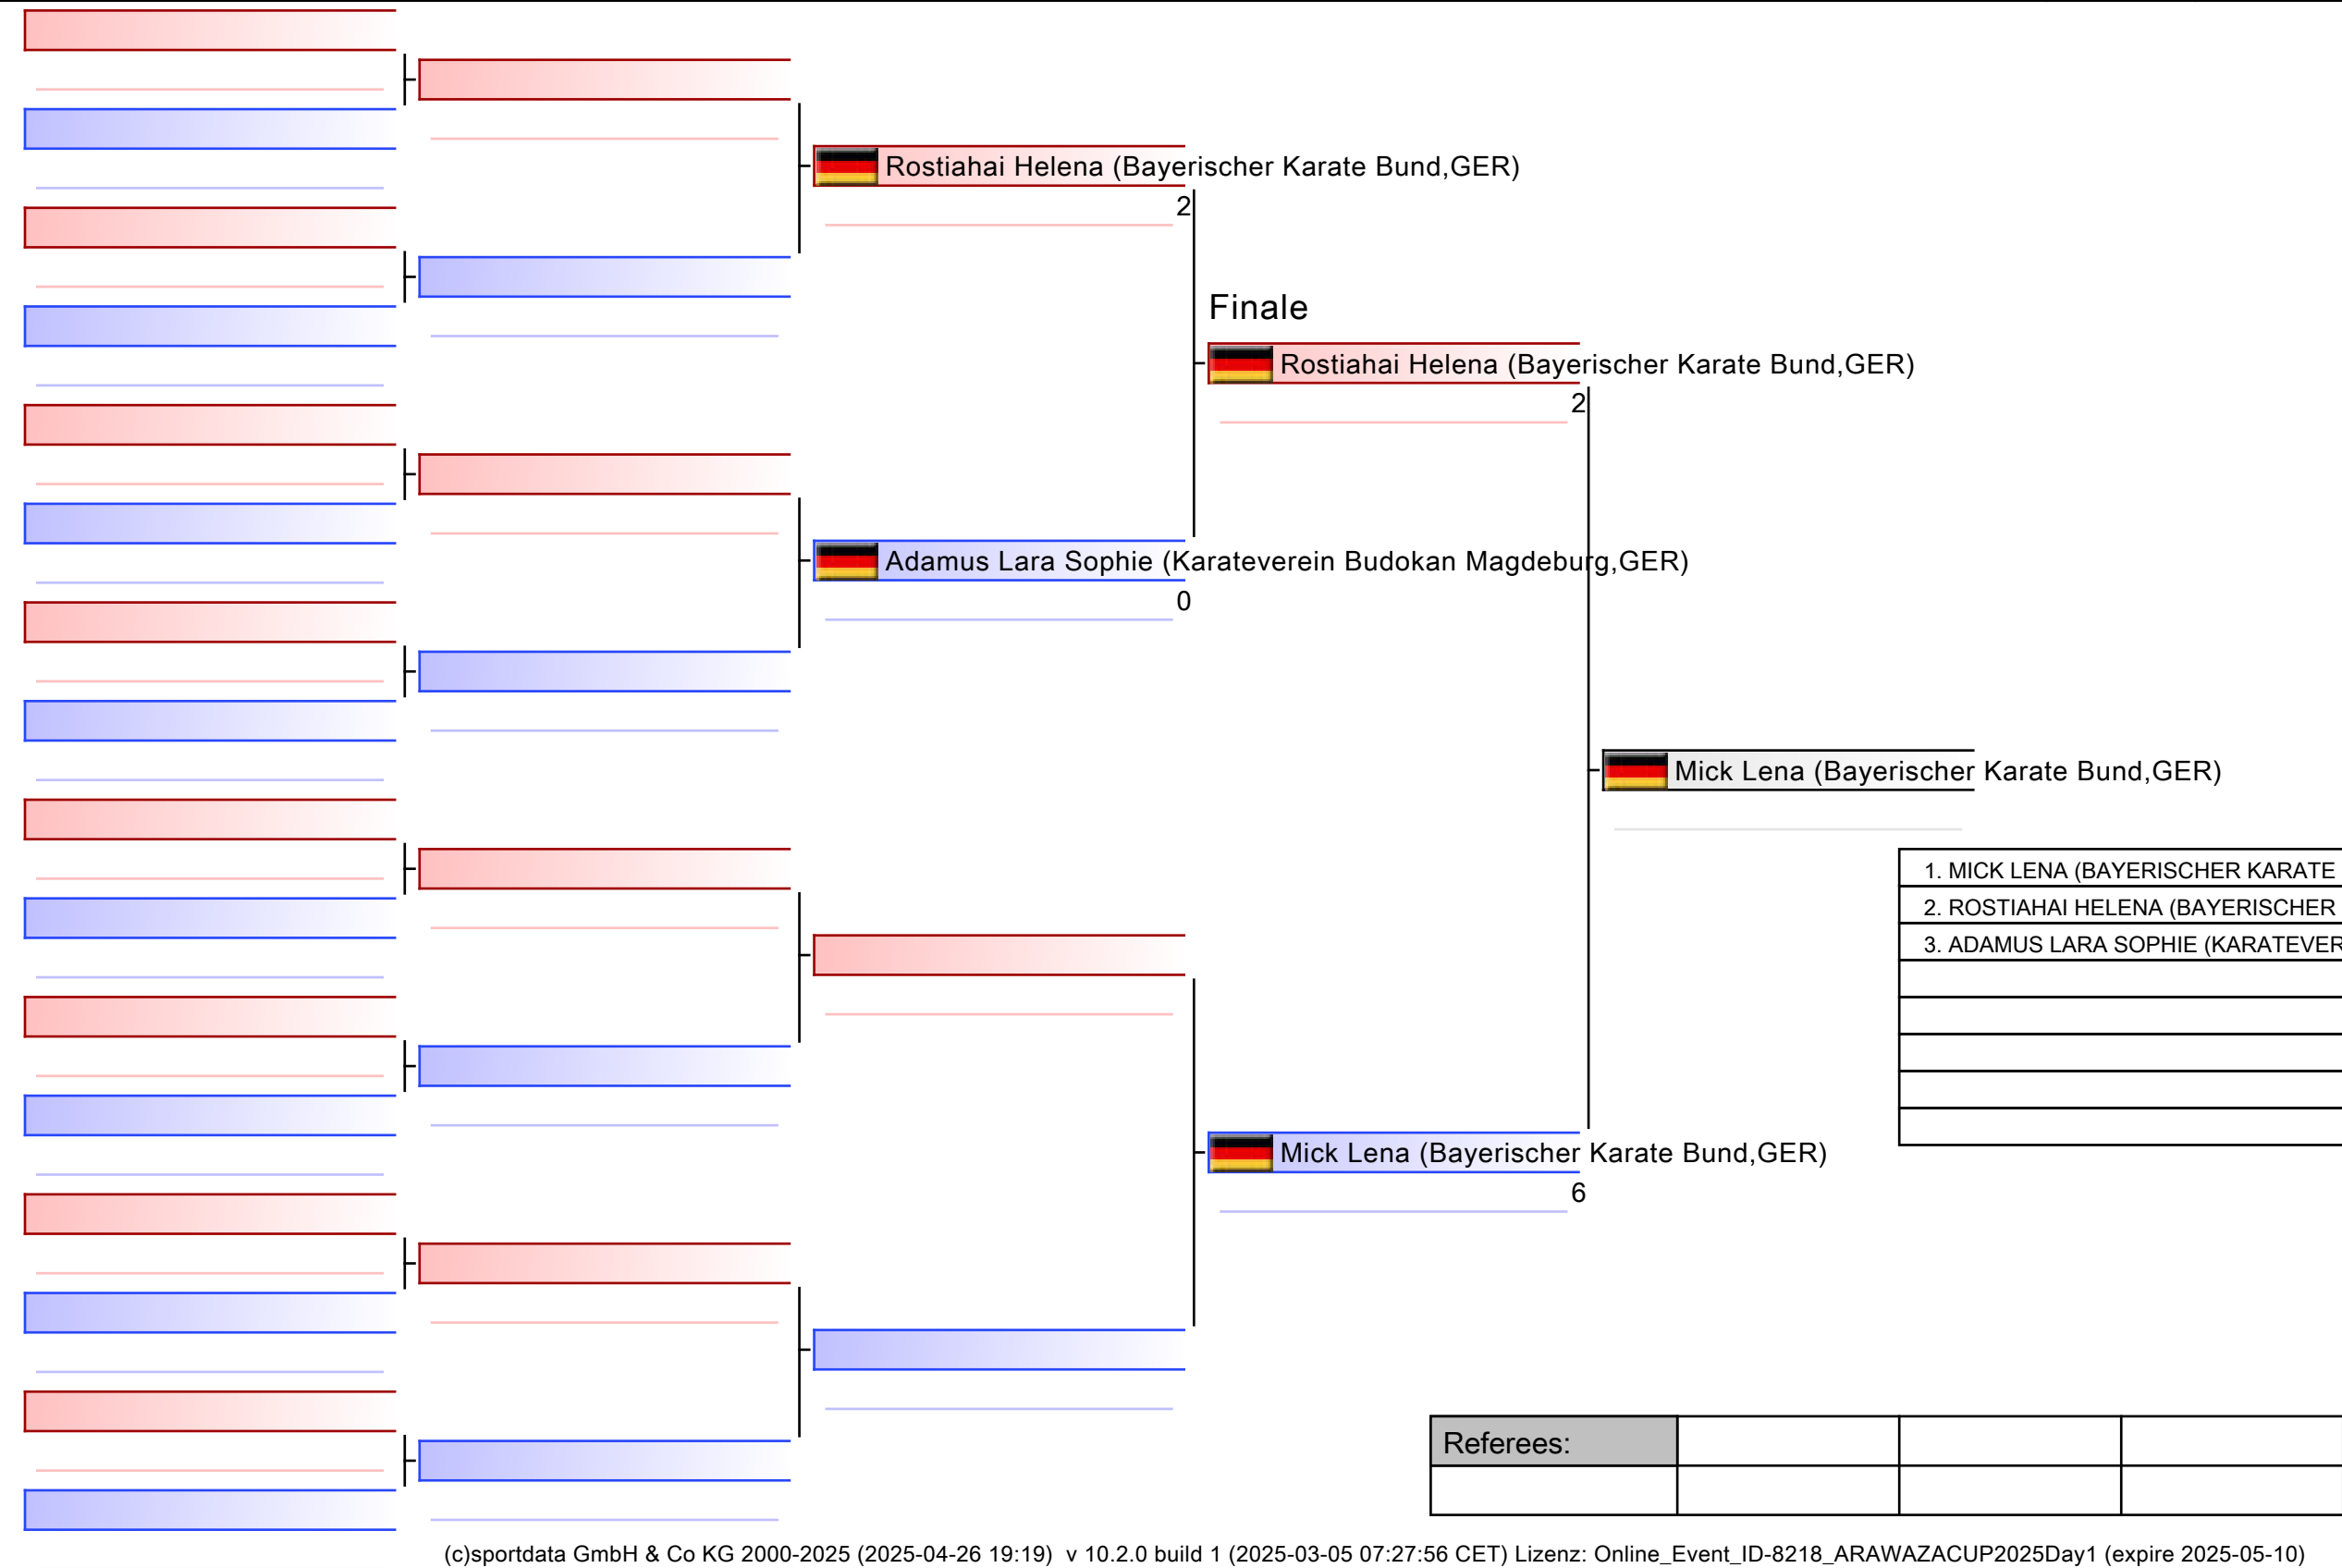 Rostiahai Helena (Bayerischer Karate Bund,GER)
2
Finale
Rostiahai Helena (Bayerischer Karate Bund,GER)
2
Adamus Lara Sophie (Karateverein Budokan Magdeburg,GER)
0
Mick Lena (Bayerischer Karate Bund,GER)
1. MICK LENA (BAYERISCHER KARATE
2. ROSTIAHAI HELENA (BAYERISCHER
3. ADAMUS LARA SOPHIE (KARATEVER
Mick Lena (Bayerischer Karate Bund,GER)
6
Referees:
(c)sportdata GmbH & Co KG 2000-2025 (2025-04-26 19:19) v 10.2.0 build 1 (2025-03-05 07:27:56 CET) Lizenz: Online_Event_ID-8218_ARAWAZACUP2025Day1 (expire 2025-05-10)